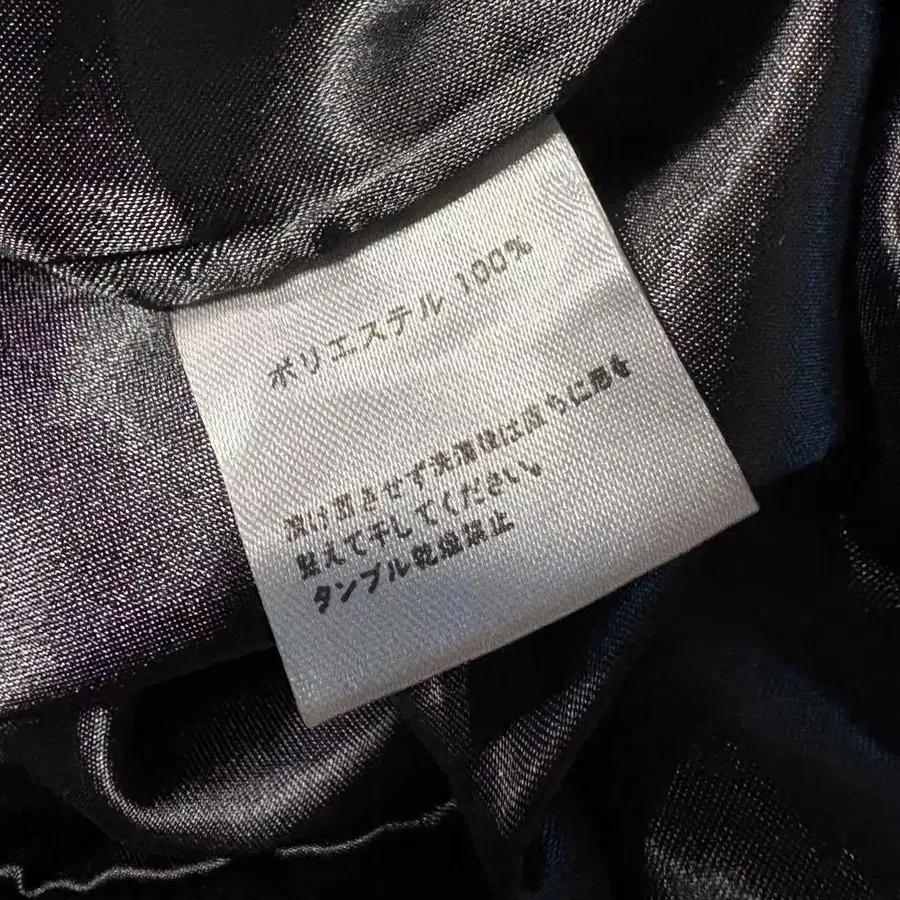 ポリエステル 100%
漬け置きせず洗濯後は直ちに形を
整えて干してください。
タンブル乾燥禁止